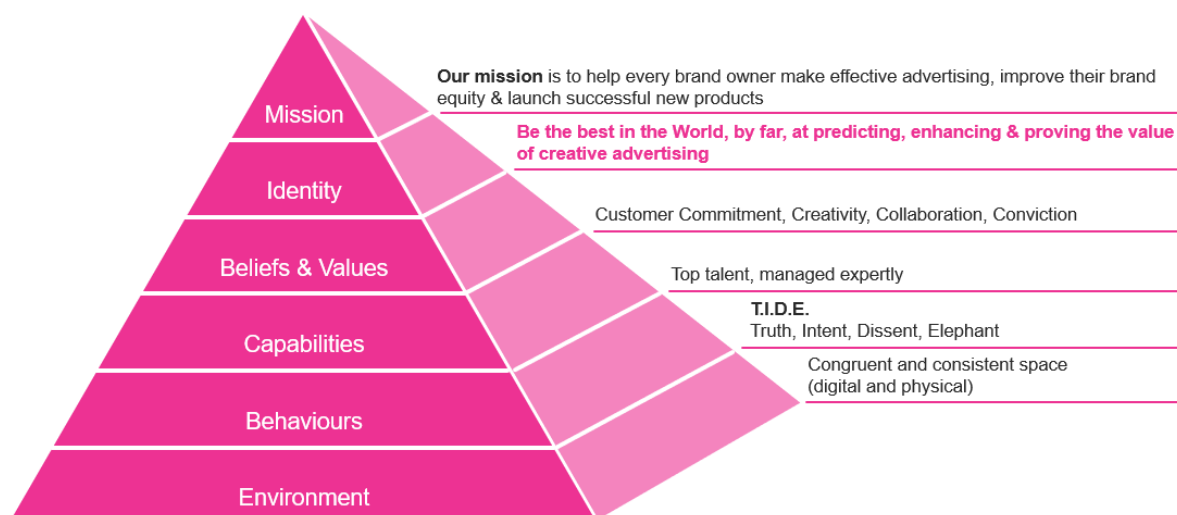 Mission
Our mission is to help every brand owner make effective advertising, improve their brand
equity & launch successful new products
Identity
Be the best in the World, by far, at predicting, enhancing & proving the value
of creative advertising
Beliefs & Values
Customer Commitment, Creativity, Collaboration, Conviction
Capabilities
Top talent, managed expertly
Behaviours
T.I.D.E.
Truth, Intent, Dissent, Elephant
Environment
Congruent and consistent space
(digital and physical)